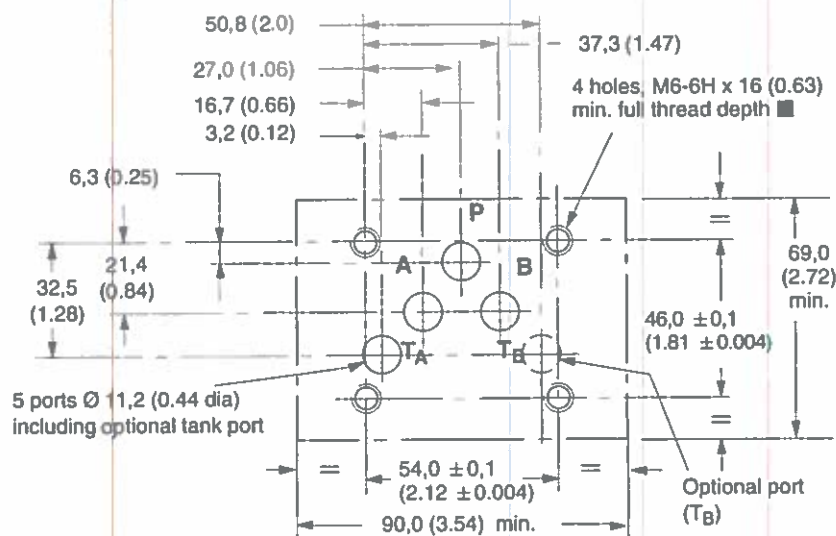 50,8 (2.0)
37,3 (1.47)
27,0 (1.06)
4 holes, M6-6H x 16 (0.63)
min. full thread depth ■
16,7 (0.66)
3,2 (0.12)
6,3 (0.25)
P
=
A
B
21,4
(0.84)
32,5
(1.28)
69,0
(2.72)
min.
46,0 ±0,1
(1.81 ±0.004)
TA
TB
5 ports Ø 11,2 (0.44 dia)
including optional tank port
=
=
54,0 ±0,1
(2.12 ±0.004)
=
Optional port
(TB)
90,0 (3.54) min.